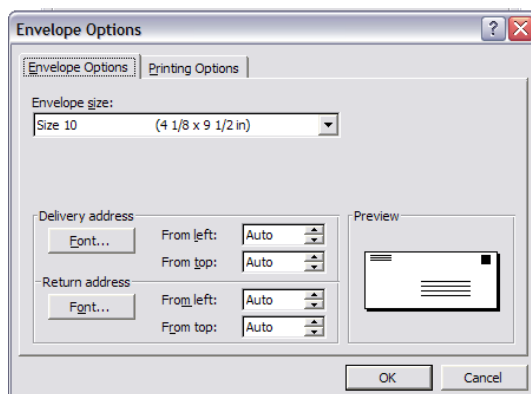 Envelope Options
Envelope Options Printing Options
Envelope size:
Size 10 (4 1/8 x 9 1/2 in)
Delivery address
Font...
From left: Auto
From top: Auto
Preview
Return address
Font...
From left: Auto
From top: Auto
OK Cancel